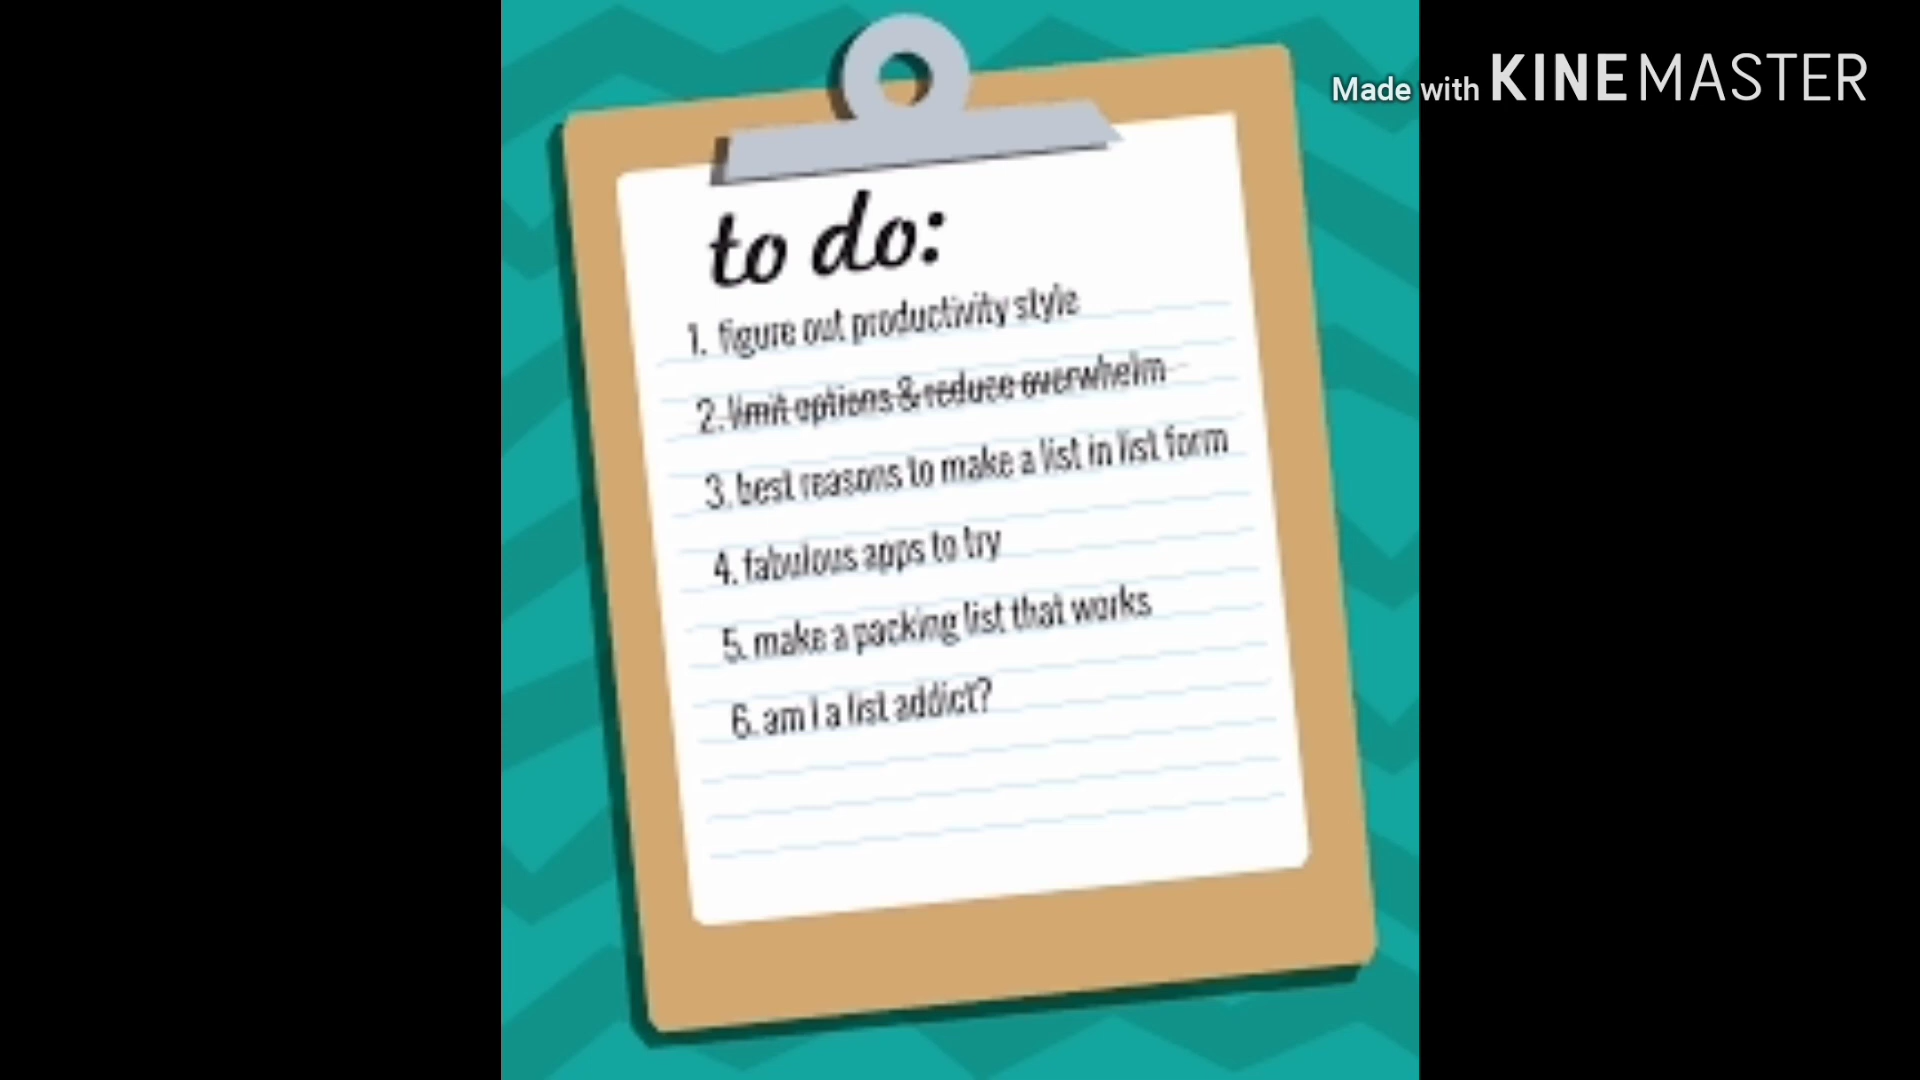 Made with KINEMASTER
to do:
1. figure out productivity style
2. limit options & reduce overwhelm
3. best reasons to make a list in list form
4. fabulous apps to try
5. make a packing list that works
6. am I a list addict?